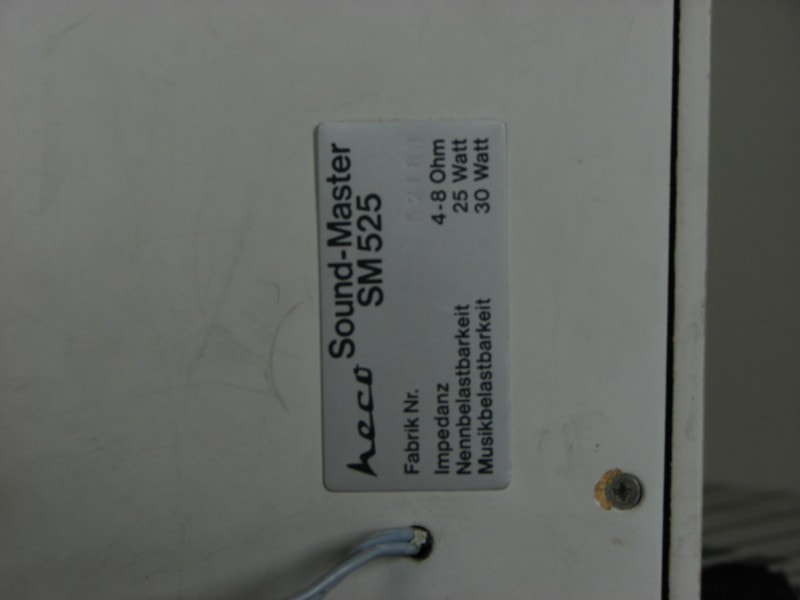 heco Sound-Master
SM 525
Fabrik Nr.
Impedanz 4-8 Ohm
Nennbelastbarkeit 25 Watt
Musikbelastbarkeit 30 Watt